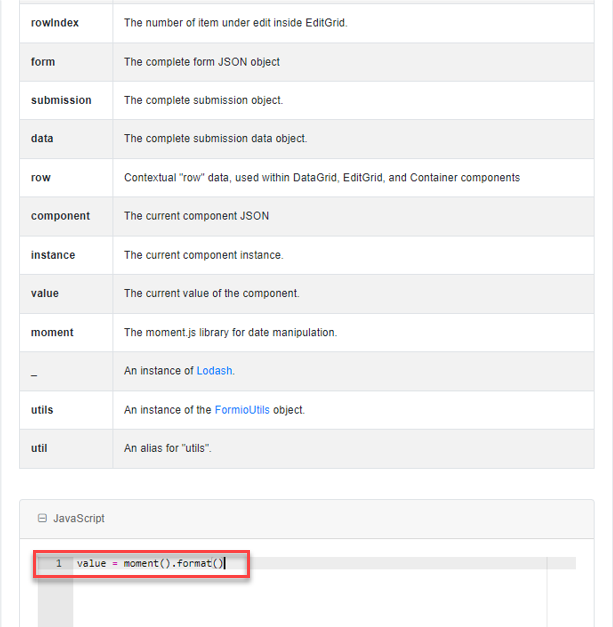 rowIndex The number of item under edit inside EditGrid.
form The complete form JSON object
submission The complete submission object.
data The complete submission data object.
row Contextual "row" data, used within DataGrid, EditGrid, and Container components
component The current component JSON
instance The current component instance.
value The current value of the component.
moment The moment.js library for date manipulation.
_ An instance of Lodash.
utils An instance of the FormioUtils object.
util An alias for "utils".
JavaScript
1 value = moment().format()